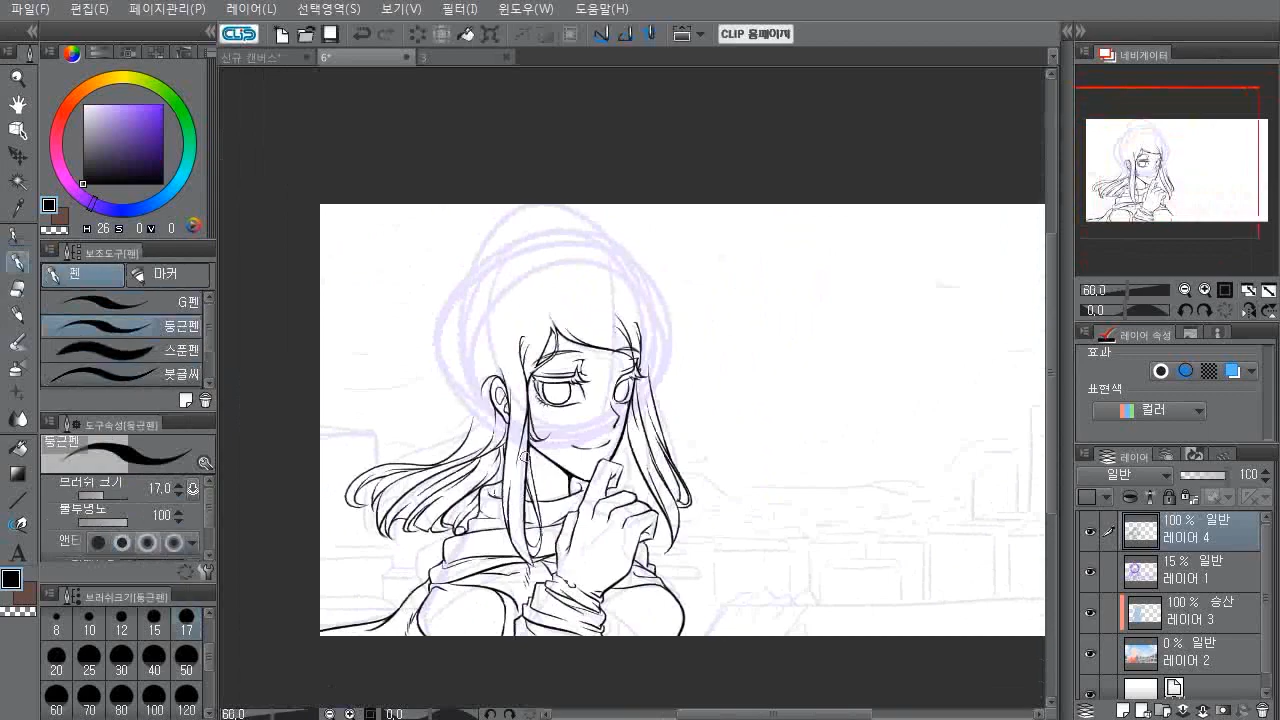 파일(F) 편집(E) 페이지관리(P) 레이어(L) 선택영역(S) 보기(V) 필터(I) 윈도우(W) 도움말(H)
CLIP
CLIP 홈페이지
신규 캔버스* 6* 3
네비게이터
H 26 S 0 V 0
보조도구[펜]
펜 마커
G펜
둥근펜
스푼펜
붓글씨
도구속성[둥근펜]
둥근펜
브러쉬 크기 17.0
불투명도 100
앤티
브러쉬크기[둥근펜]
8 10 12 15 17
20 25 30 40 50
60 70 80 100 120
60.0 0.0
60.0
0.0
레이어 속성
효과
표현색
컬러
레이어
일반 100
100 % 일반
레이어 4
15 % 일반
레이어 1
100 % 승산
레이어 3
0 % 일반
레이어 2